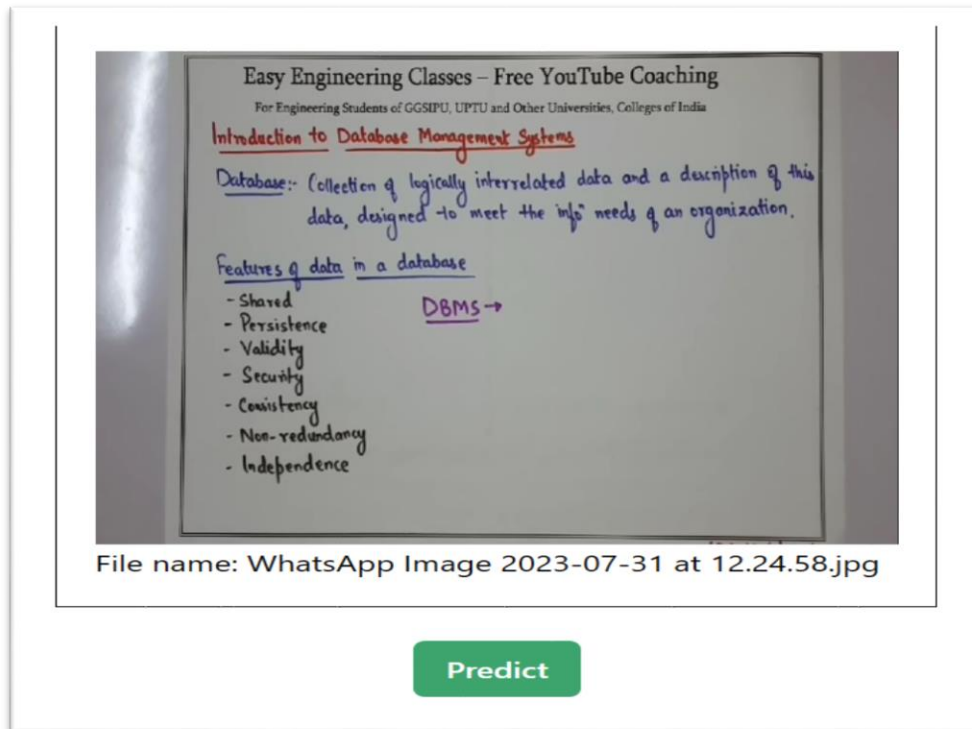 Easy Engineering Classes – Free YouTube Coaching
For Engineering Students of GGSIPU, UPTU and Other Universities, Colleges of India
Introduction to Database Management Systems
Database:- Collection of logically interrelated data and a description of this
data, designed to meet the infoⁿ needs of an organization.
Features of data in a database
- Shared
DBMS →
- Persistence
- Validity
- Security
- Consistency
- Non-redundancy
- Independence
File name: WhatsApp Image 2023-07-31 at 12.24.58.jpg
Predict